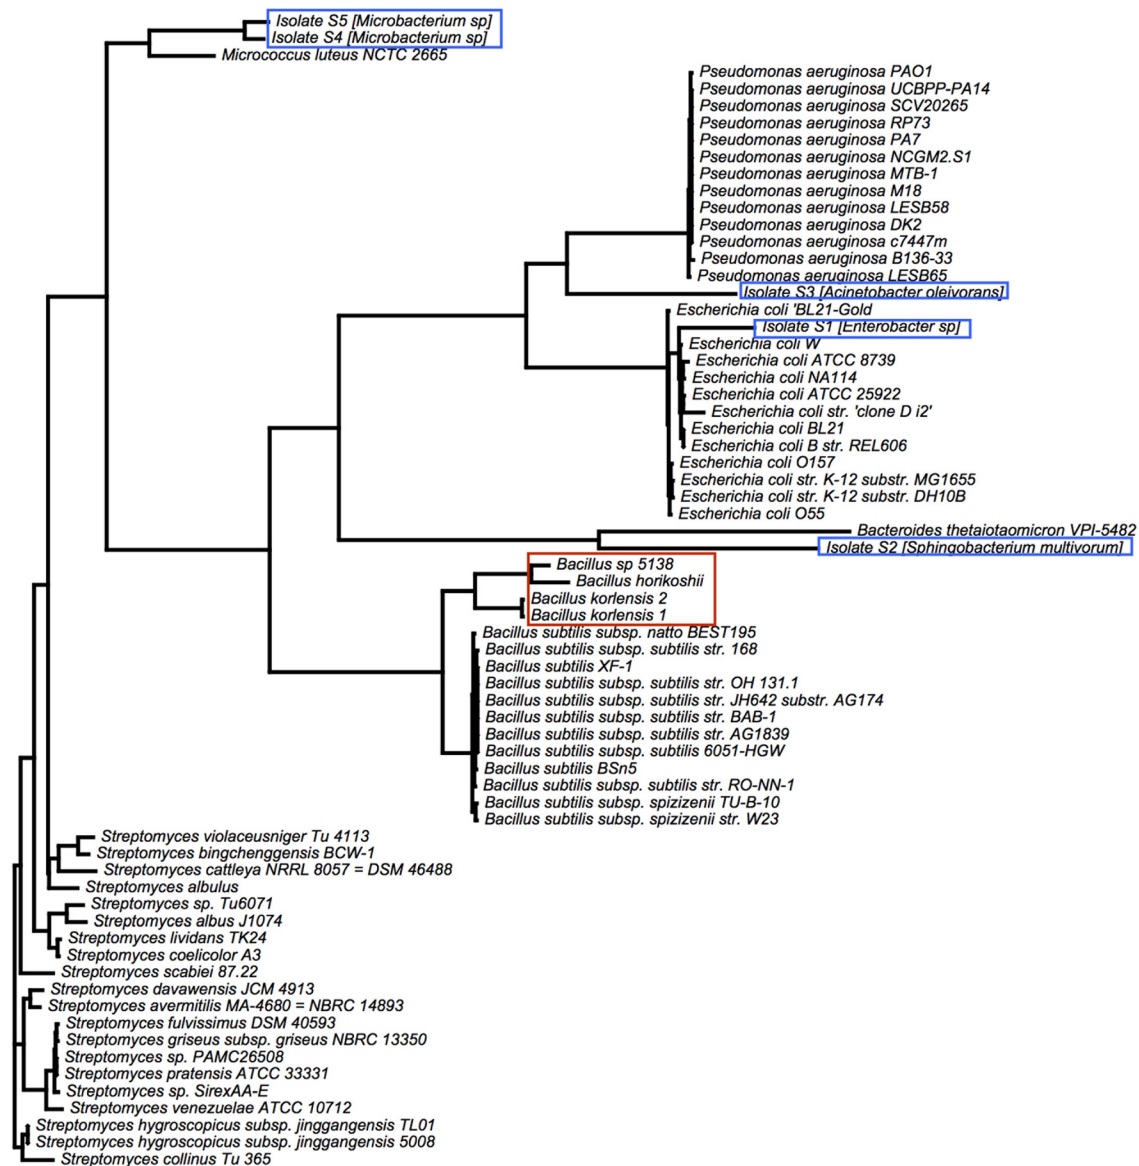 Isolate S5 [Microbacterium sp]
Isolate S4 [Microbacterium sp]
Micrococcus luteus NCTC 2665
Pseudomonas aeruginosa PAO1
Pseudomonas aeruginosa UCBPP-PA14
Pseudomonas aeruginosa SCV20265
Pseudomonas aeruginosa RP73
Pseudomonas aeruginosa PA7
Pseudomonas aeruginosa NCGM2.S1
Pseudomonas aeruginosa MTB-1
Pseudomonas aeruginosa M18
Pseudomonas aeruginosa LESB58
Pseudomonas aeruginosa DK2
Pseudomonas aeruginosa c7447m
Pseudomonas aeruginosa B136-33
Pseudomonas aeruginosa LESB65
Isolate S3 [Acinetobacter oleivorans]
Escherichia coli 'BL21-Gold
Isolate S1 [Enterobacter sp]
Escherichia coli W
Escherichia coli ATCC 8739
Escherichia coli NA114
Escherichia coli ATCC 25922
Escherichia coli str. 'clone D i2'
Escherichia coli BL21
Escherichia coli B str. REL606
Escherichia coli O157
Escherichia coli str. K-12 substr. MG1655
Escherichia coli str. K-12 substr. DH10B
Escherichia coli O55
Bacteroides thetaiotaomicron VPI-5482
Isolate S2 [Sphingobacterium multivorum]
Bacillus sp 5138
Bacillus horikoshii
Bacillus korlensis 2
Bacillus korlensis 1
Bacillus subtilis subsp. natto BEST195
Bacillus subtilis subsp. subtilis str. 168
Bacillus subtilis XF-1
Bacillus subtilis subsp. subtilis str. OH 131.1
Bacillus subtilis subsp. subtilis str. JH642 substr. AG174
Bacillus subtilis subsp. subtilis str. BAB-1
Bacillus subtilis subsp. subtilis str. AG1839
Bacillus subtilis subsp. subtilis 6051-HGW
Bacillus subtilis BSn5
Bacillus subtilis subsp. subtilis str. RO-NN-1
Bacillus subtilis subsp. spizizenii TU-B-10
Bacillus subtilis subsp. spizizenii str. W23
Streptomyces violaceusniger Tu 4113
Streptomyces bingchenggensis BCW-1
Streptomyces cattleya NRRL 8057 = DSM 46488
Streptomyces albulus
Streptomyces sp. Tu6071
Streptomyces albus J1074
Streptomyces lividans TK24
Streptomyces coelicolor A3
Streptomyces scabiei 87.22
Streptomyces davawensis JCM 4913
Streptomyces avermitilis MA-4680 = NBRC 14893
Streptomyces fulvissimus DSM 40593
Streptomyces griseus subsp. griseus NBRC 13350
Streptomyces sp. PAMC26508
Streptomyces pratensis ATCC 33331
Streptomyces sp. SirexAA-E
Streptomyces venezuelae ATCC 10712
Streptomyces hygroscopicus subsp. jinggangensis TL01
Streptomyces hygroscopicus subsp. jinggangensis 5008
Streptomyces collinus Tu 365